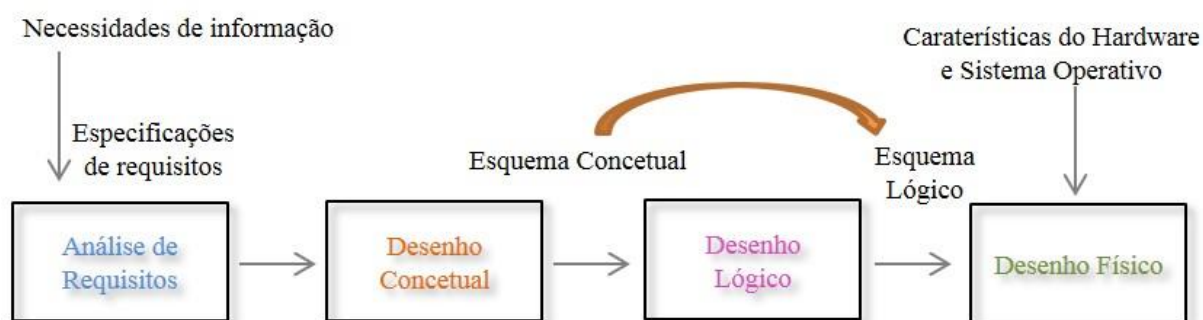 Necessidades de informação
Caraterísticas do Hardware
e Sistema Operativo
Especificações
de requisitos
Esquema Concetual
Esquema
Lógico
Análise de
Requisitos
Desenho
Concetual
Desenho
Lógico
Desenho Físico